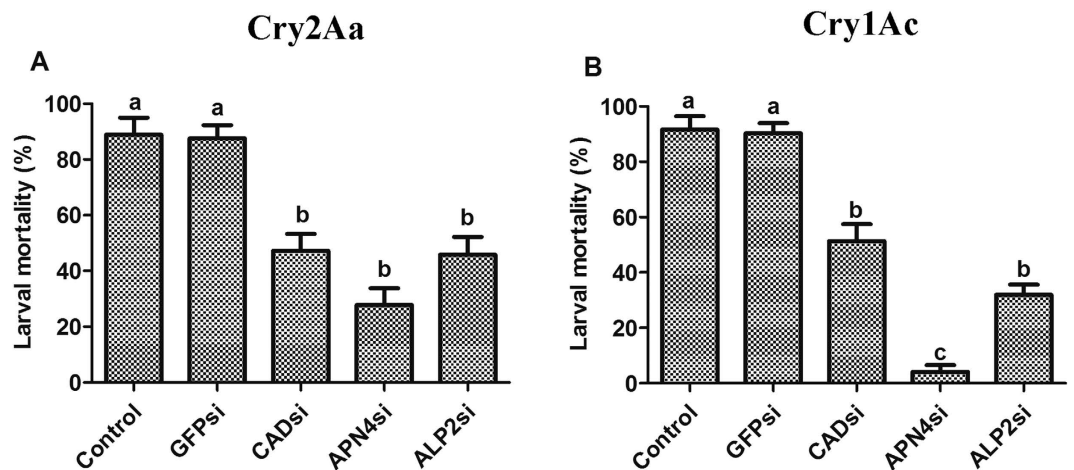 Cry2Aa
A
Larval mortality (%)
100
80
60
40
20
0
a
a
b
b
b
Control
GFPsi
CADsi
APN4si
ALP2si
Cry1Ac
B
Larval mortality (%)
100
80
60
40
20
0
a
a
b
c
b
Control
GFPsi
CADsi
APN4si
ALP2si